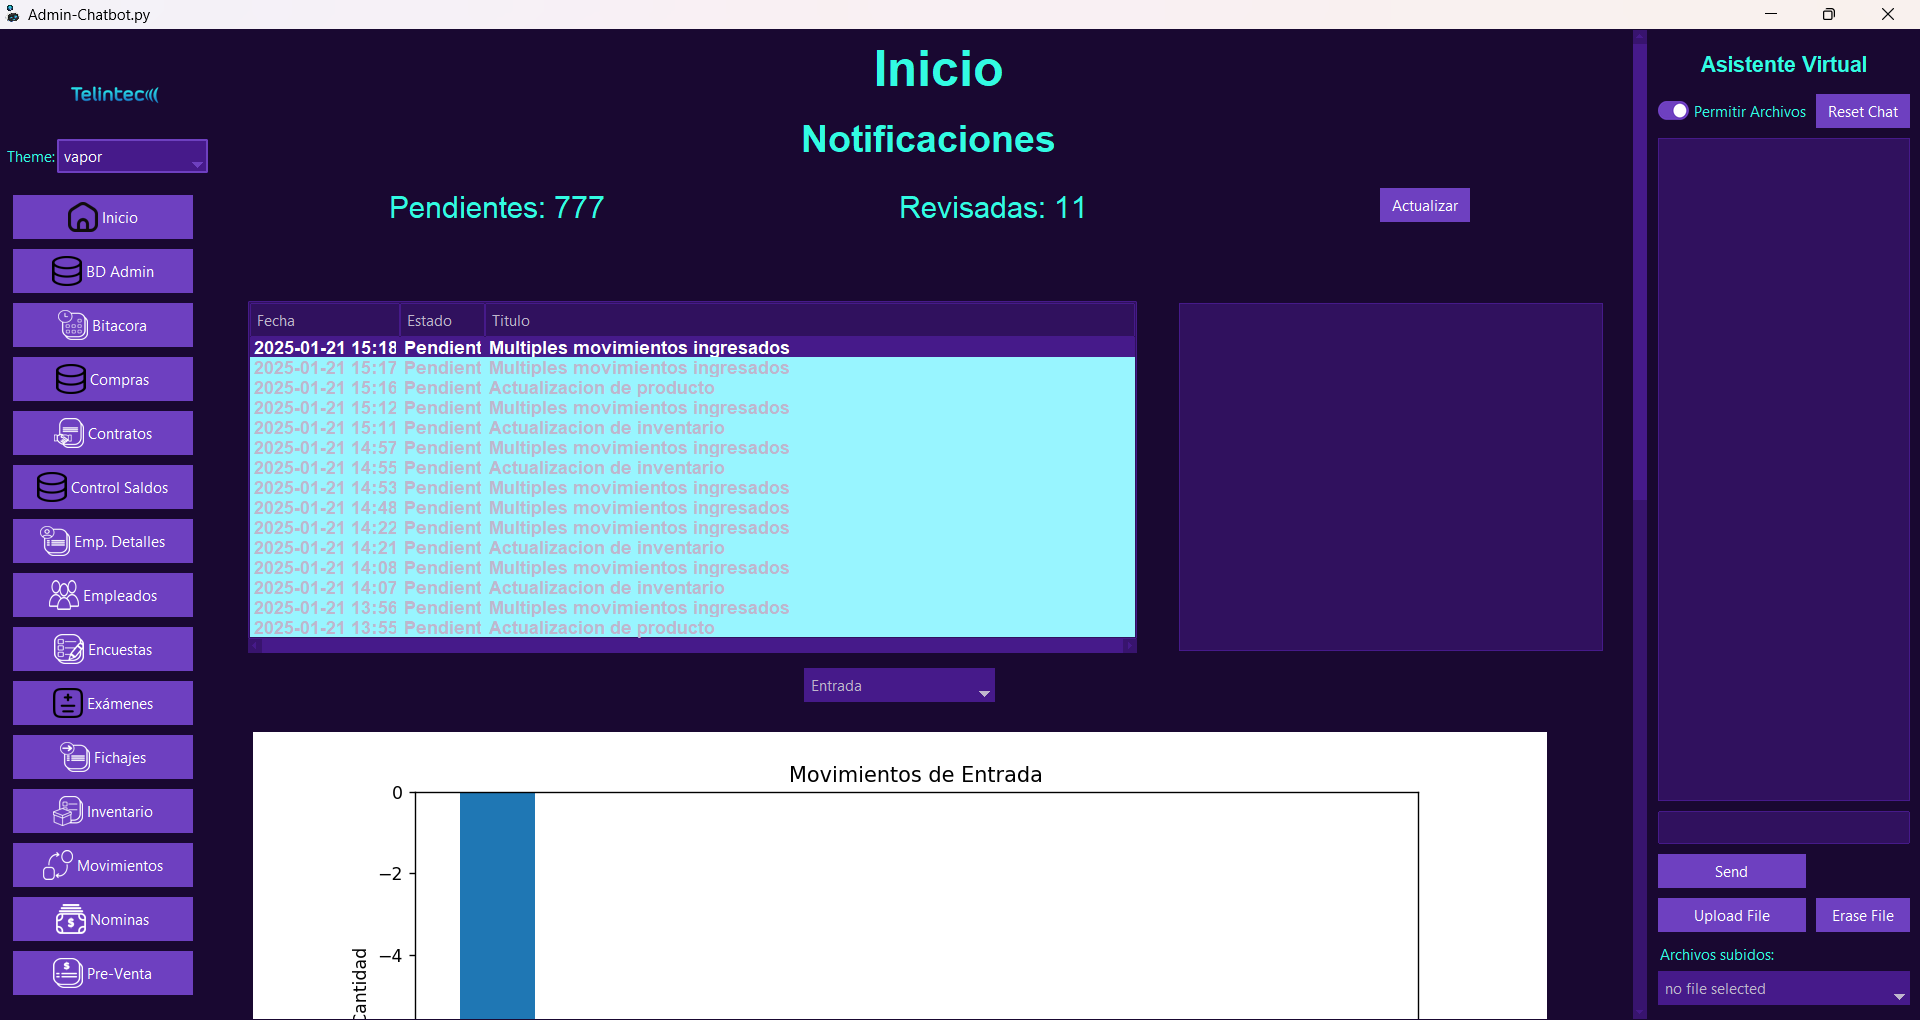 Admin-Chatbot.py
Telintec
Theme: vapor
Inicio
BD Admin
Bitacora
Compras
Contratos
Control Saldos
Emp. Detalles
Empleados
Encuestas
Exámenes
Fichajes
Inventario
Movimientos
Nominas
Pre-Venta
Inicio
Notificaciones
Pendientes: 777 Revisadas: 11 Actualizar
Fecha Estado Titulo
2025-01-21 15:18 Pendient Multiples movimientos ingresados
2025-01-21 15:17 Pendient Multiples movimientos ingresados
2025-01-21 15:16 Pendient Actualizacion de producto
2025-01-21 15:12 Pendient Multiples movimientos ingresados
2025-01-21 15:11 Pendient Actualizacion de inventario
2025-01-21 14:57 Pendient Multiples movimientos ingresados
2025-01-21 14:55 Pendient Actualizacion de inventario
2025-01-21 14:53 Pendient Multiples movimientos ingresados
2025-01-21 14:48 Pendient Multiples movimientos ingresados
2025-01-21 14:22 Pendient Multiples movimientos ingresados
2025-01-21 14:21 Pendient Actualizacion de inventario
2025-01-21 14:08 Pendient Multiples movimientos ingresados
2025-01-21 14:07 Pendient Actualizacion de inventario
2025-01-21 13:56 Pendient Multiples movimientos ingresados
2025-01-21 13:55 Pendient Actualizacion de producto
Entrada
Movimientos de Entrada
0
−2
−4
Cantidad
Asistente Virtual
Permitir Archivos Reset Chat
Send
Upload File Erase File
Archivos subidos:
no file selected